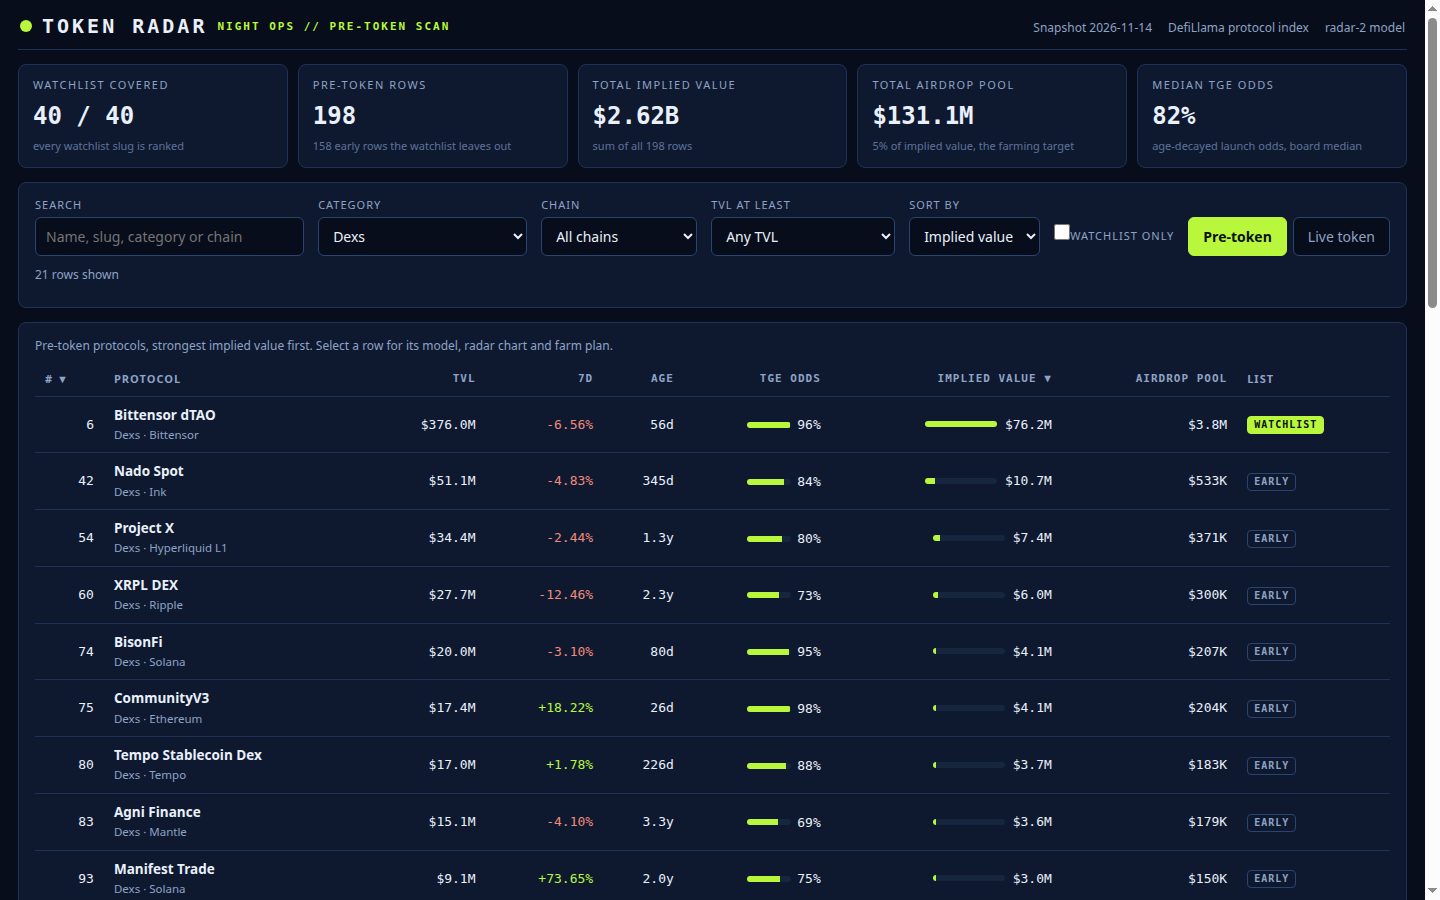 TOKEN RADAR NIGHT OPS // PRE-TOKEN SCAN Snapshot 2026-11-14 DefiLlama protocol index radar-2 model
WATCHLIST COVERED
40 / 40
every watchlist slug is ranked
PRE-TOKEN ROWS
198
158 early rows the watchlist leaves out
TOTAL IMPLIED VALUE
$2.62B
sum of all 198 rows
TOTAL AIRDROP POOL
$131.1M
5% of implied value, the farming target
MEDIAN TGE ODDS
82%
age-decayed launch odds, board median
SEARCH
Name, slug, category or chain
CATEGORY
Dexs
CHAIN
All chains
TVL AT LEAST
Any TVL
SORT BY
Implied value
WATCHLIST ONLY
Pre-token
Live token
21 rows shown
Pre-token protocols, strongest implied value first. Select a row for its model, radar chart and farm plan.
# ▼ PROTOCOL TVL 7D AGE TGE ODDS IMPLIED VALUE ▼ AIRDROP POOL LIST
6 Bittensor dTAO $376.0M -6.56% 56d 96% $76.2M $3.8M WATCHLIST
Dexs · Bittensor
42 Nado Spot $51.1M -4.83% 345d 84% $10.7M $533K EARLY
Dexs · Ink
54 Project X $34.4M -2.44% 1.3y 80% $7.4M $371K EARLY
Dexs · Hyperliquid L1
60 XRPL DEX $27.7M -12.46% 2.3y 73% $6.0M $300K EARLY
Dexs · Ripple
74 BisonFi $20.0M -3.10% 80d 95% $4.1M $207K EARLY
Dexs · Solana
75 CommunityV3 $17.4M +18.22% 26d 98% $4.1M $204K EARLY
Dexs · Ethereum
80 Tempo Stablecoin Dex $17.0M +1.78% 226d 88% $3.7M $183K EARLY
Dexs · Tempo
83 Agni Finance $15.1M -4.10% 3.3y 69% $3.6M $179K EARLY
Dexs · Mantle
93 Manifest Trade $9.1M +73.65% 2.0y 75% $3.0M $150K EARLY
Dexs · Solana